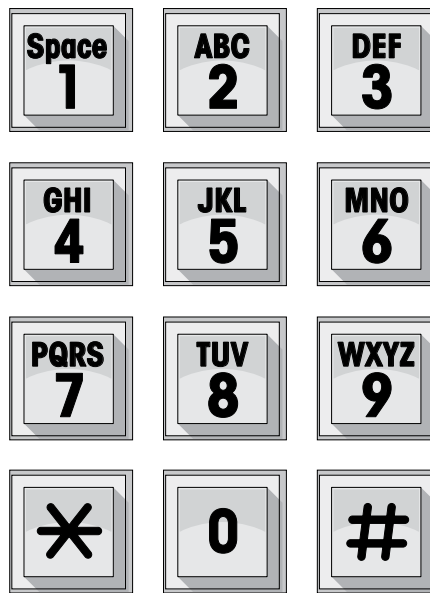 Space ABC DEF
1 2 3
GHI JKL MNO
4 5 6
PQRS TUV WXYZ
7 8 9
* 0 #